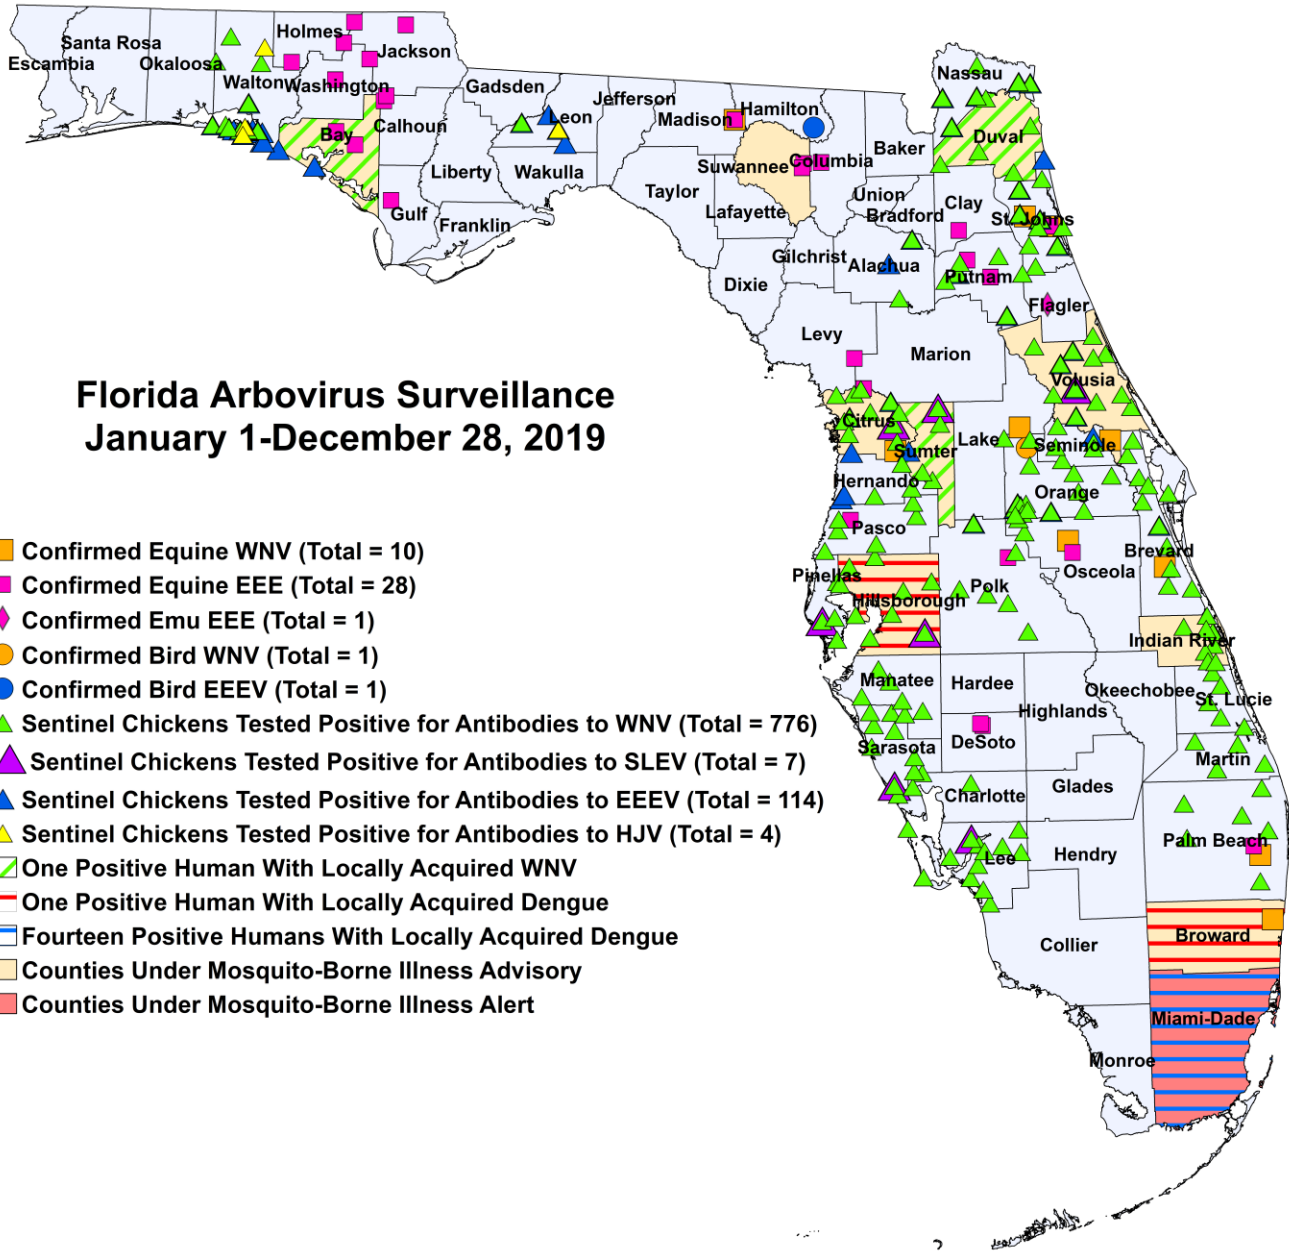 Santa Rosa
Escambia
Okaloosa
Holmes
Jackson
Walton
Washington
Bay
Calhoun
Gulf
Gadsden
Leon
Liberty
Wakulla
Franklin
Jefferson
Madison
Hamilton
Suwannee
Columbia
Taylor
Lafayette
Dixie
Baker
Nassau
Duval
Union
Bradford
Clay
St. Johns
Gilchrist
Alachua
Putnam
Flagler
Levy
Marion
Volusia
Citrus
Sumter
Lake
Seminole
Hernando
Orange
Pasco
Brevard
Pinellas
Hillsborough
Polk
Osceola
Indian River
Manatee
Hardee
Okeechobee
Highlands
St. Lucie
Sarasota
DeSoto
Martin
Charlotte
Glades
Lee
Hendry
Palm Beach
Collier
Broward
Miami-Dade
Monroe
Florida Arbovirus Surveillance
January 1-December 28, 2019
Confirmed Equine WNV (Total = 10)
Confirmed Equine EEE (Total = 28)
Confirmed Emu EEE (Total = 1)
Confirmed Bird WNV (Total = 1)
Confirmed Bird EEEV (Total = 1)
Sentinel Chickens Tested Positive for Antibodies to WNV (Total = 776)
Sentinel Chickens Tested Positive for Antibodies to SLEV (Total = 7)
Sentinel Chickens Tested Positive for Antibodies to EEEV (Total = 114)
Sentinel Chickens Tested Positive for Antibodies to HJV (Total = 4)
One Positive Human With Locally Acquired WNV
One Positive Human With Locally Acquired Dengue
Fourteen Positive Humans With Locally Acquired Dengue
Counties Under Mosquito-Borne Illness Advisory
Counties Under Mosquito-Borne Illness Alert